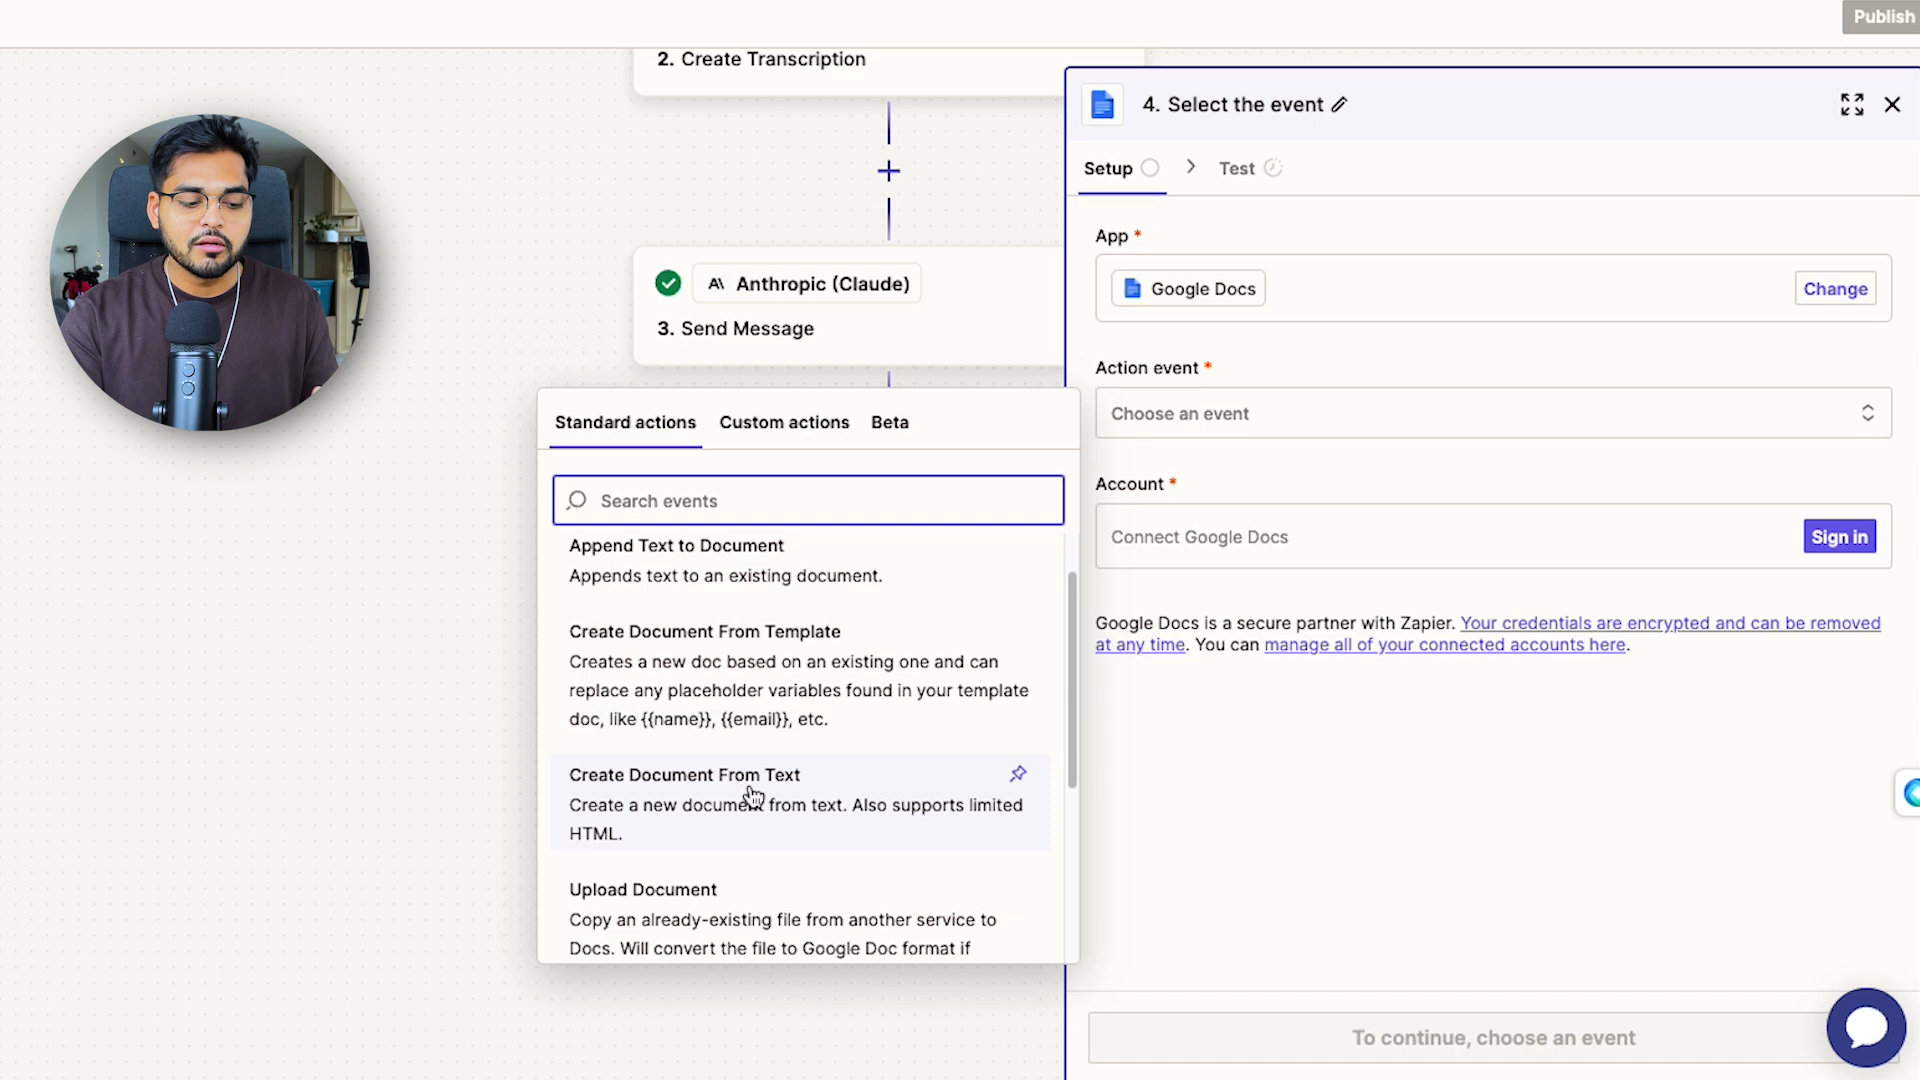 Publish
2. Create Transcription
Anthropic (Claude)
3. Send Message
Standard actions
Custom actions
Beta
Search events
Append Text to Document
Appends text to an existing document.
Create Document From Template
Creates a new doc based on an existing one and can
replace any placeholder variables found in your template
doc, like {{name}}, {{email}}, etc.
Create Document From Text
Create a new document from text. Also supports limited
HTML.
Upload Document
Copy an already-existing file from another service to
Docs. Will convert the file to Google Doc format if
4. Select the event
Setup
Test
App *
Google Docs
Change
Action event *
Choose an event
Account *
Connect Google Docs
Sign in
Google Docs is a secure partner with Zapier. Your credentials are encrypted and can be removed
at any time. You can manage all of your connected accounts here.
To continue, choose an event